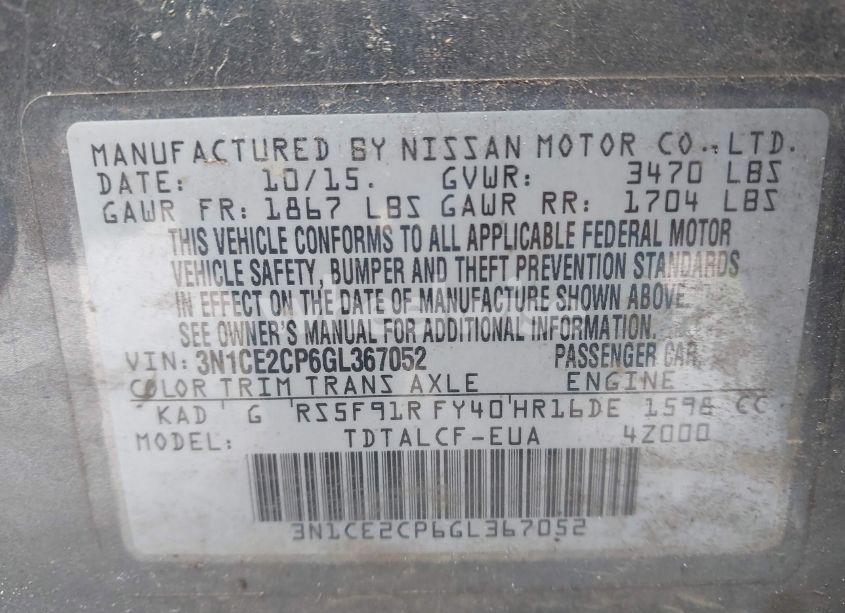 MANUFACTURED BY NISSAN MOTOR CO., LTD.
DATE: 10/15. GVWR: 3470 LBS
GAWR FR: 1867 LBS GAWR RR: 1704 LBS
THIS VEHICLE CONFORMS TO ALL APPLICABLE FEDERAL MOTOR
VEHICLE SAFETY, BUMPER AND THEFT PREVENTION STANDARDS
IN EFFECT ON THE DATE OF MANUFACTURE SHOWN ABOVE.
SEE OWNER'S MANUAL FOR ADDITIONAL INFORMATION.
VIN: 3N1CE2CP6GL367052 PASSENGER CAR
COLOR TRIM TRANS AXLE ENGINE
KAD G RS5F91R FY40 HR16DE 1598 CC
MODEL: TDTALCF-EUA 4Z000
3N1CE2CP6GL367052